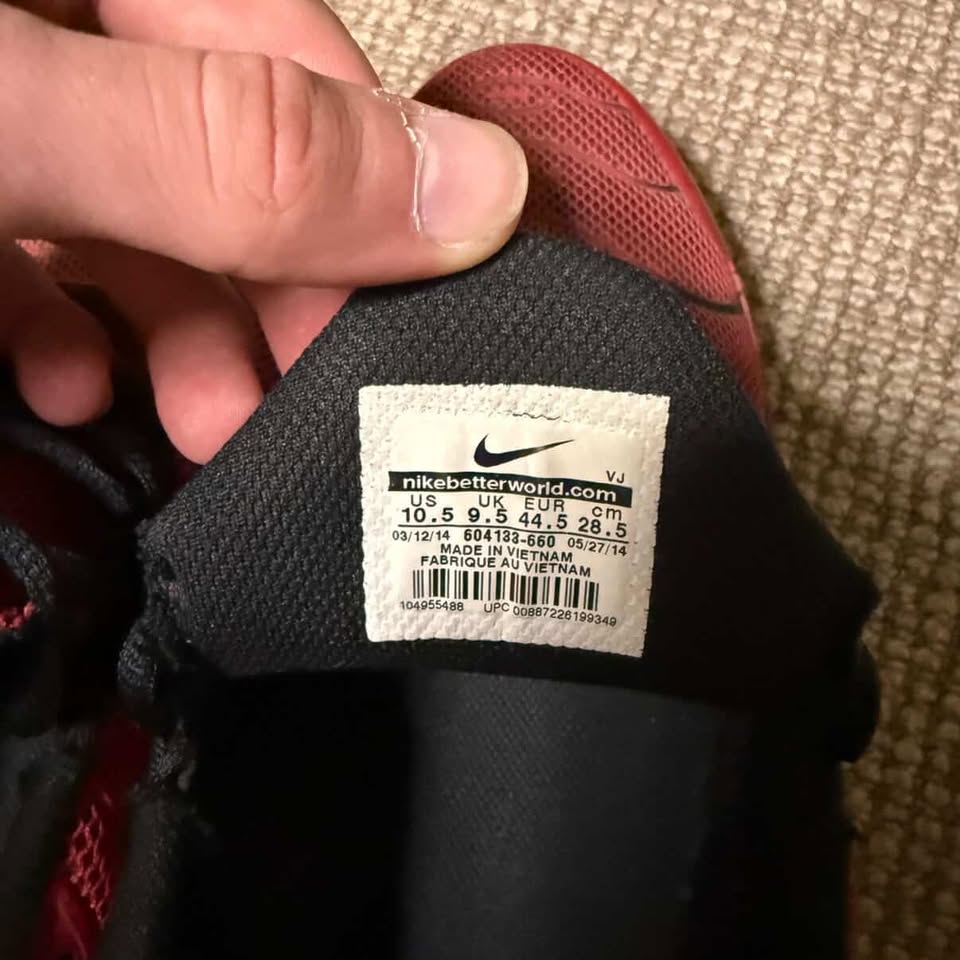 VJ
nikebetterworld.com
US UK EUR cm
10.5 9.5 44.5 28.5
03/12/14 604133-660 05/27/14
MADE IN VIETNAM
FABRIQUE AU VIETNAM
104955488 UPC 00887226199349